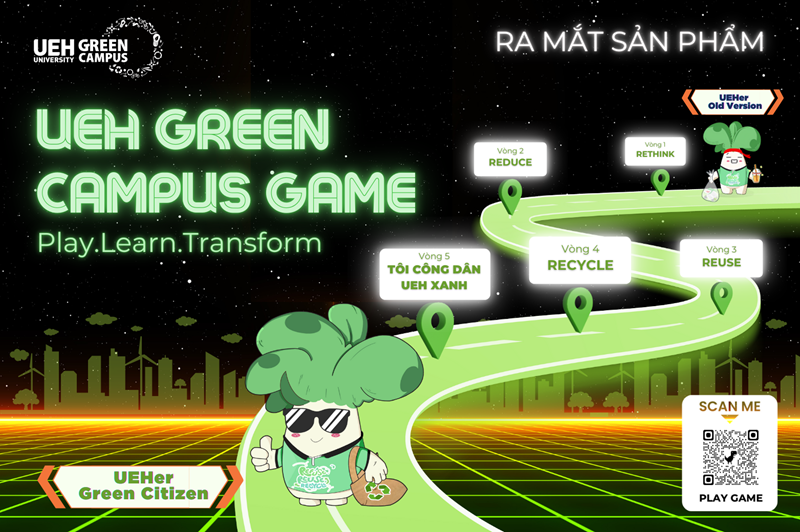 UEH GREEN
UNIVERSITY CAMPUS
RA MẮT SẢN PHẨM
UEH GREEN
CAMPUS GAME
Play.Learn.Transform
UEHer
Old Version
Vòng 1
RETHINK
Vòng 2
REDUCE
Vòng 3
REUSE
Vòng 4
RECYCLE
Vòng 5
TÔI CÔNG DÂN
UEH XANH
UEHer
Green Citizen
SCAN ME
PLAY GAME